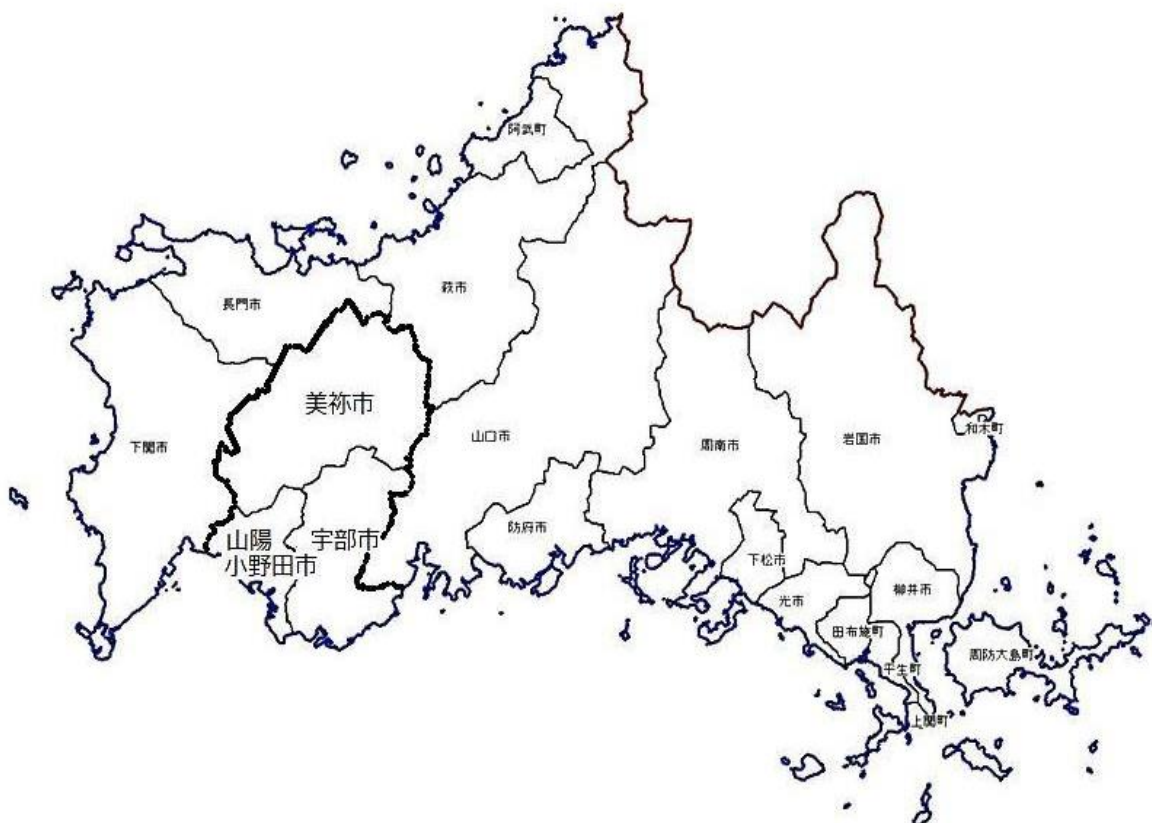 阿武町
萩市
長門市
美祢市
下関市
山口市
周南市
岩国市
和木町
防府市
山陽
小野田市
宇部市
下松市
光市
柳井市
田布施町
平生町
周防大島町
上関町